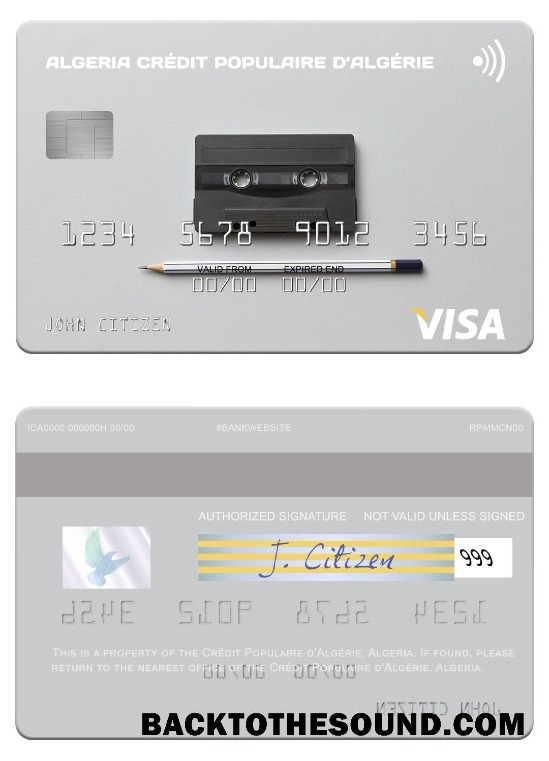 ALGERIA CRÉDIT POPULAIRE D'ALGÉRIE
1234 5678 9012 3456
VALID FROM EXPIRED END
00/00 00/00
JOHN CITIZEN
VISA
ICA0000 000000H 00/00 #BANKWEBSITE RPMMCN00
AUTHORIZED SIGNATURE NOT VALID UNLESS SIGNED
J. Citizen 999
THIS IS A PROPERTY OF THE CRÉDIT POPULAIRE D'ALGÉRIE, ALGERIA. IF FOUND, PLEASE
RETURN TO THE NEAREST OFFICE OF THE CRÉDIT POPULAIRE D'ALGÉRIE, ALGERIA.
BACKTOTHESOUND.COM